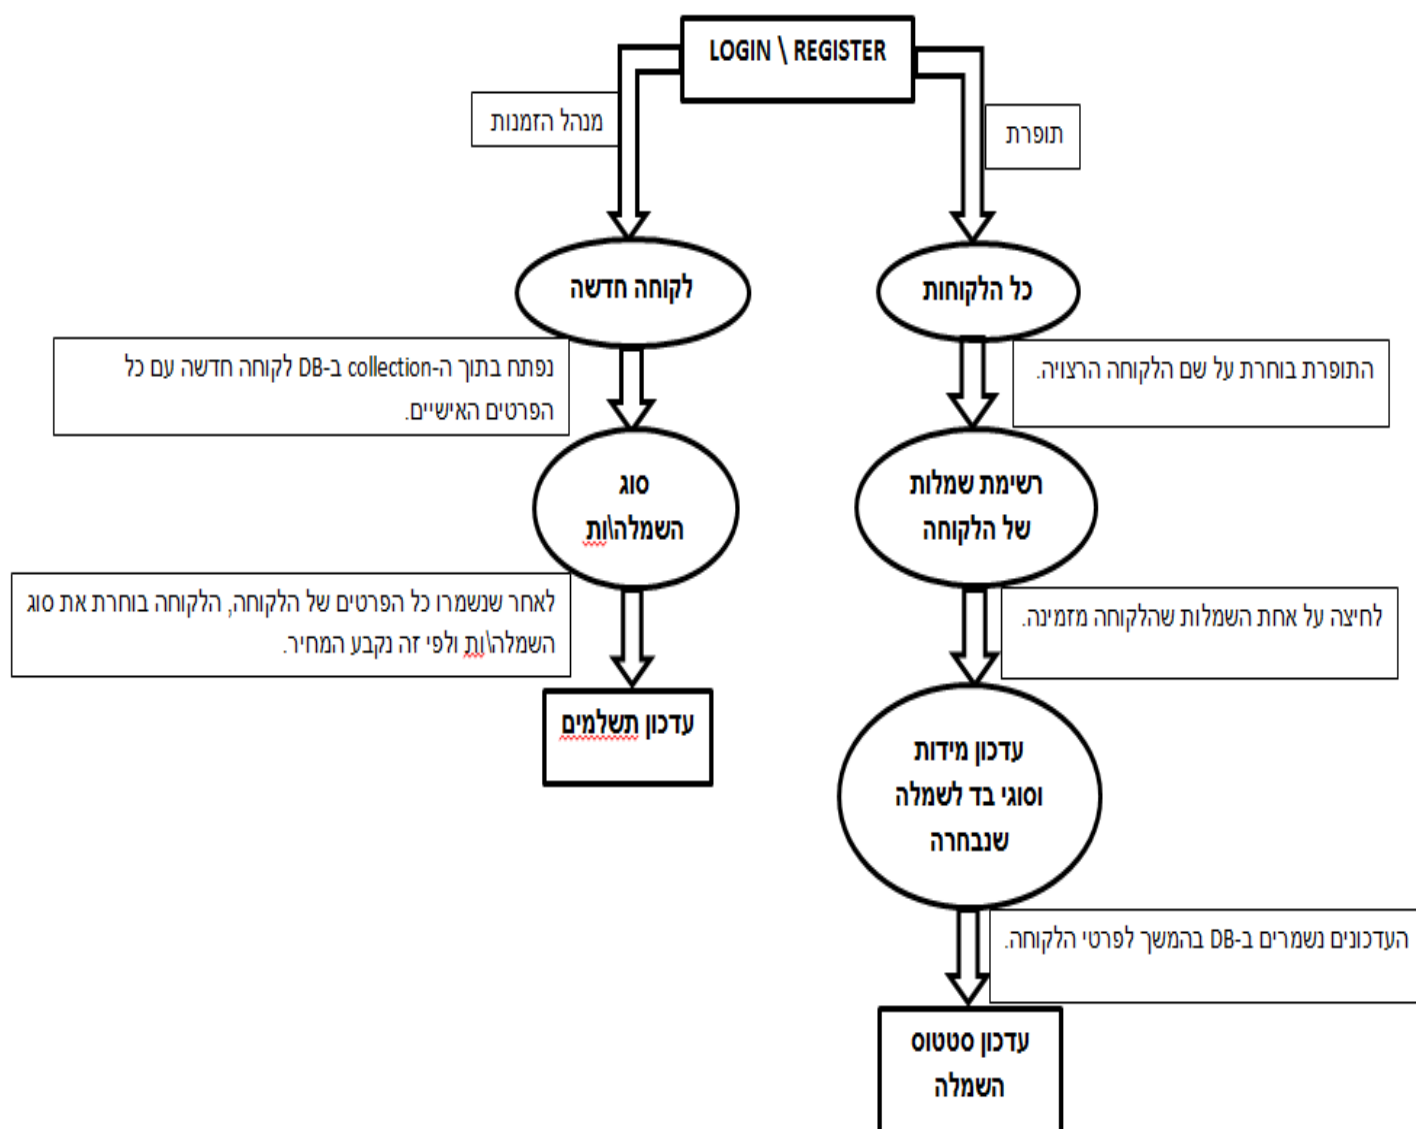 LOGIN \ REGISTER
תופרת
מנהל הזמנות
כל הלקוחות
לקוחה חדשה
התופרת בוחרת על שם הלקוחה הרצויה.
נפתח בתוך ה-collection ב-DB לקוחה חדשה עם כל
הפרטים האישיים.
רשימת שמלות
של הלקוחה
סוג
השמלה\ות
לחיצה על אחת השמלות שהלקוחה מזמינה.
לאחר שנשמרו כל הפרטים של הלקוחה, הלקוחה בוחרת את סוג
השמלה\ות ולפי זה נקבע המחיר.
עדכון תשלמים
עדכון מידות
וסוגי בד לשמלה
שנבחרה
העדכונים נשמרים ב-DB בהמשך לפרטי הלקוחה.
עדכון סטטוס
השמלה